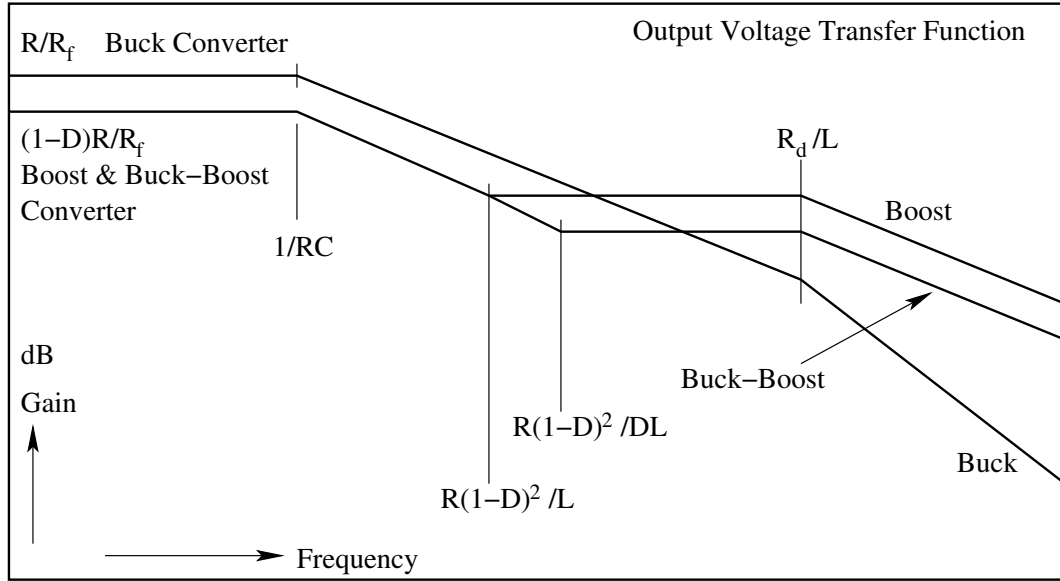 Output Voltage Transfer Function
R/R_f Buck Converter
(1−D)R/R_f
Boost & Buck−Boost
Converter
1/RC
R_d /L
Boost
Buck−Boost
Buck
R(1−D)² /DL
R(1−D)² /L
dB
Gain
Frequency